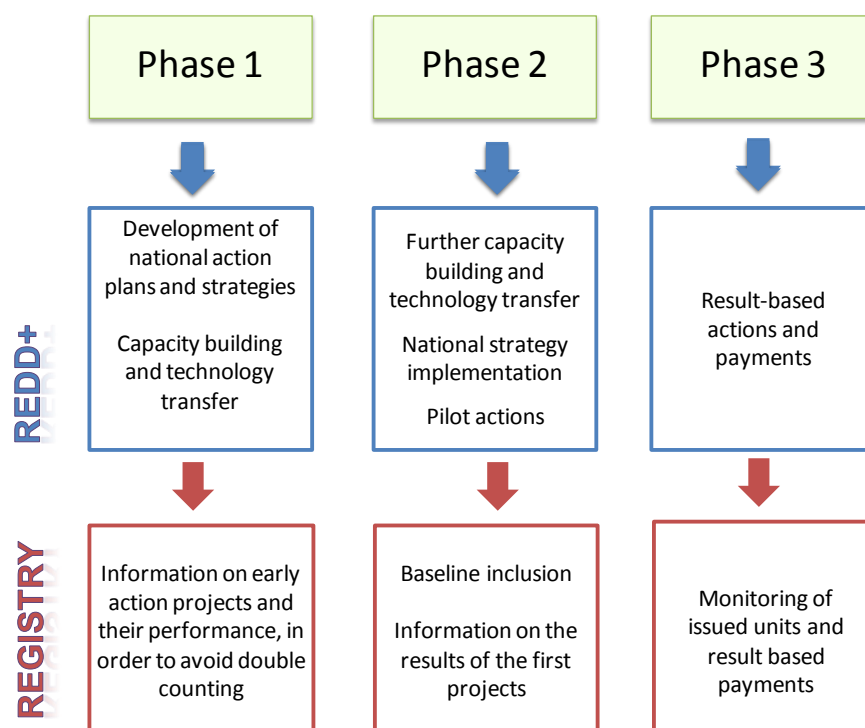 Phase 1
Phase 2
Phase 3
REDD+
Development of
national action
plans and strategies
Capacity building
and technology
transfer
Further capacity
building and
technology transfer
National strategy
implementation
Pilot actions
Result-based
actions and
payments
REGISTRY
Information on early
action projects and
their performance, in
order to avoid double
counting
Baseline inclusion
Information on the
results of the first
projects
Monitoring of
issued units and
result based
payments